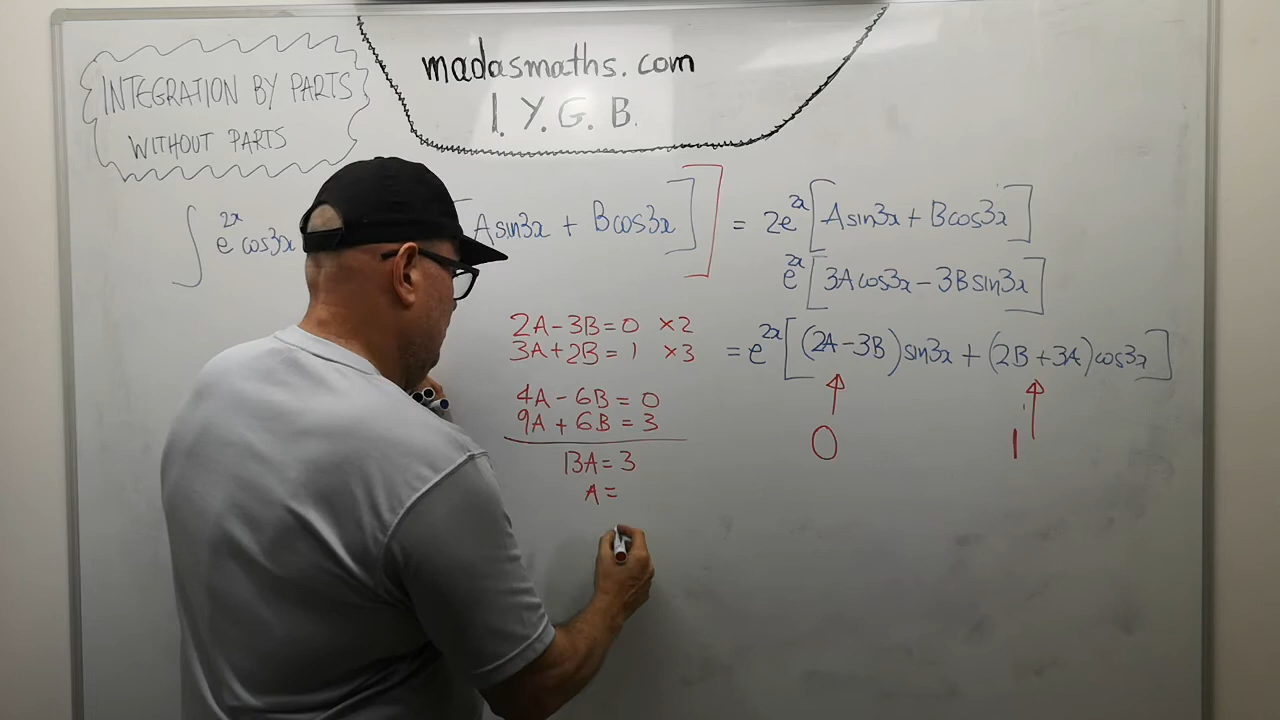 INTEGRATION BY PARTS
WITHOUT PARTS
madasmaths.com
I. Y. G. B.
∫ e^{2x} cos3x
Asin3x + Bcos3x]] = 2e^{2x}[Asin3x + Bcos3x]
e^{2x}[3Acos3x - 3Bsin3x]
= e^{2x}[(2A-3B)sin3x + (2B+3A)cos3x]
0 1
2A-3B=0 ×2
3A+2B=1 ×3
4A-6B=0
9A+6B=3
13A=3
A=